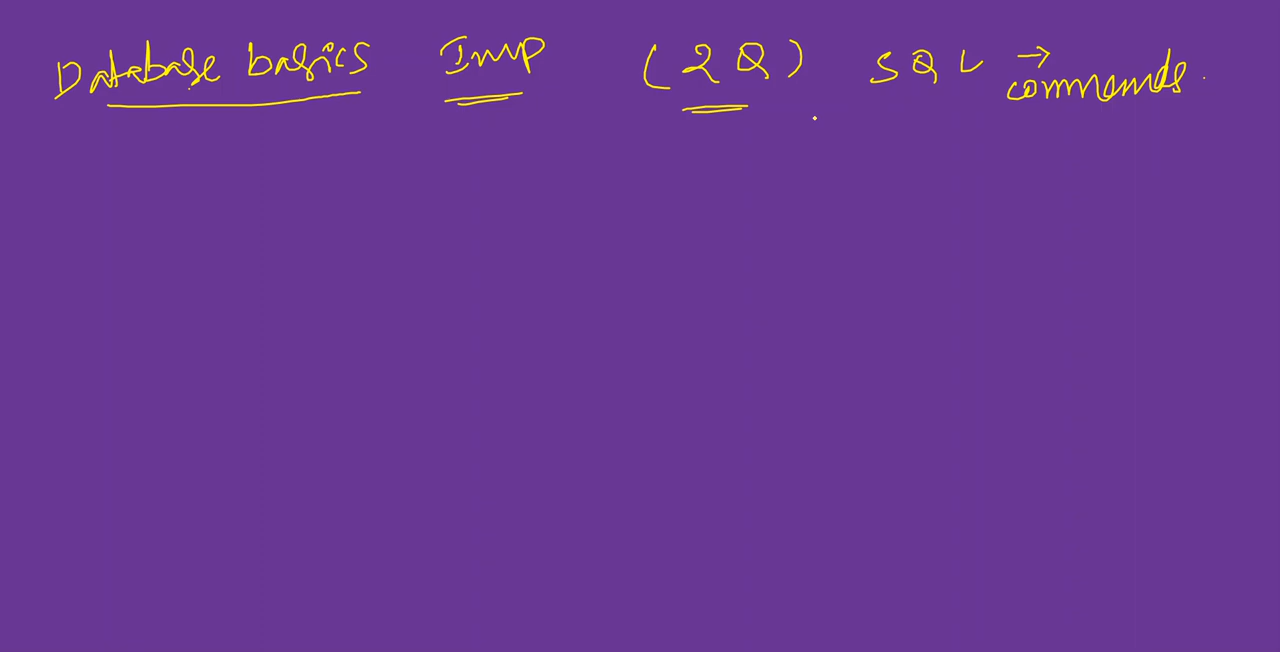 Database basics Imp (2Q) SQL → commands.